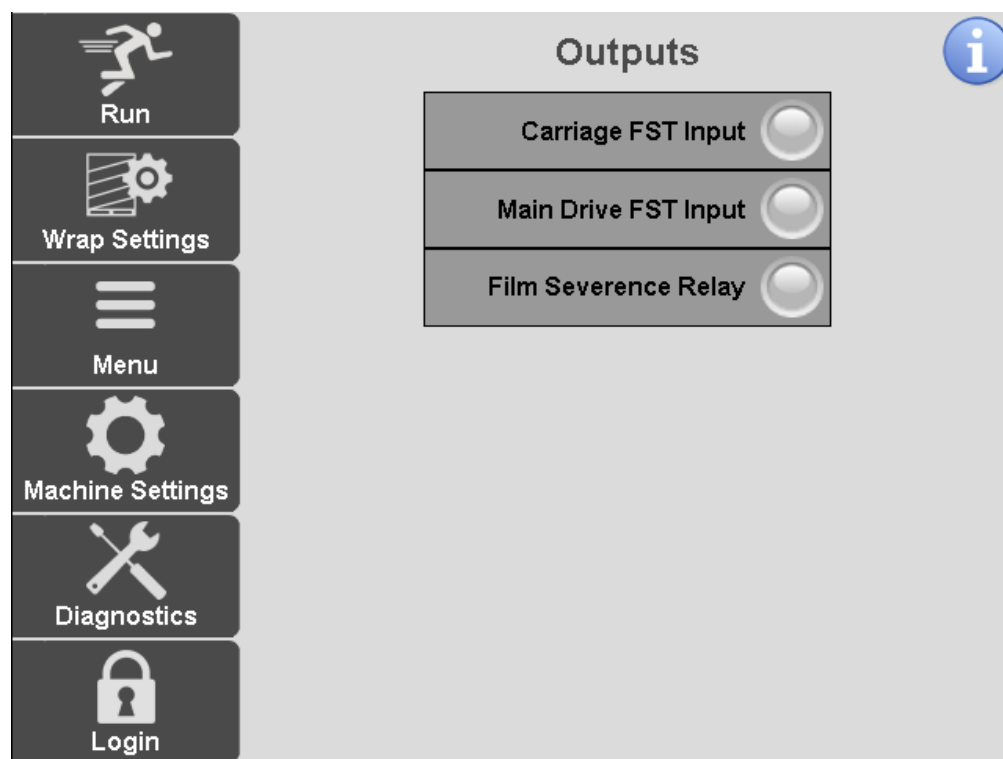 Run
Wrap Settings
Menu
Machine Settings
Diagnostics
Login
Outputs
i
Carriage FST Input
Main Drive FST Input
Film Severence Relay